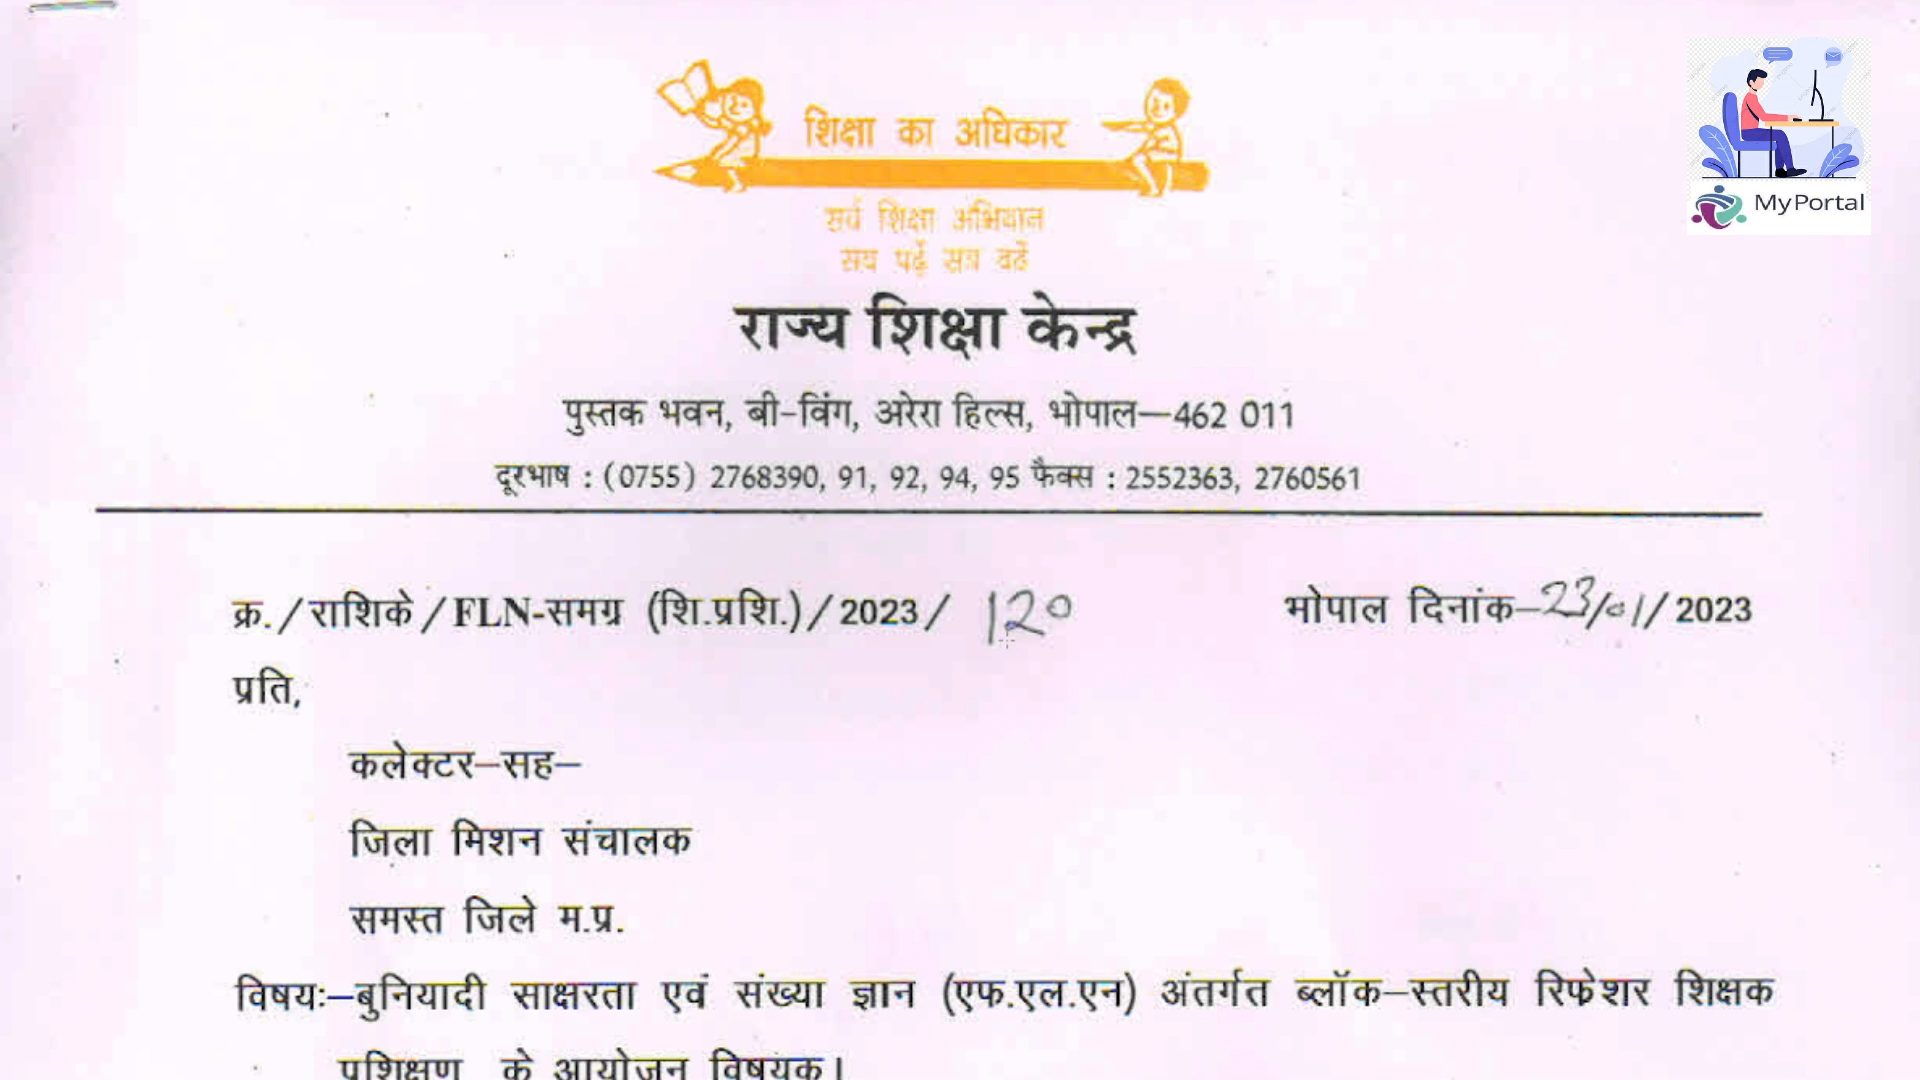 शिक्षा का अधिकार
सर्व शिक्षा अभियान
सब पढ़ें सब बढ़ें
MyPortal
राज्य शिक्षा केन्द्र
पुस्तक भवन, बी-विंग, अरेरा हिल्स, भोपाल—462 011
दूरभाष : (0755) 2768390, 91, 92, 94, 95 फैक्स : 2552363, 2760561
क्र./राशिके/FLN-समग्र (शि.प्रशि.)/2023/ 120 भोपाल दिनांक–23/01/2023
प्रति,
कलेक्टर–सह–
जिला मिशन संचालक
समस्त जिले म.प्र.
विषयः–बुनियादी साक्षरता एवं संख्या ज्ञान (एफ.एल.एन) अंतर्गत ब्लॉक–स्तरीय रिफेशर शिक्षक
प्रशिक्षण के आयोजन विषयक।